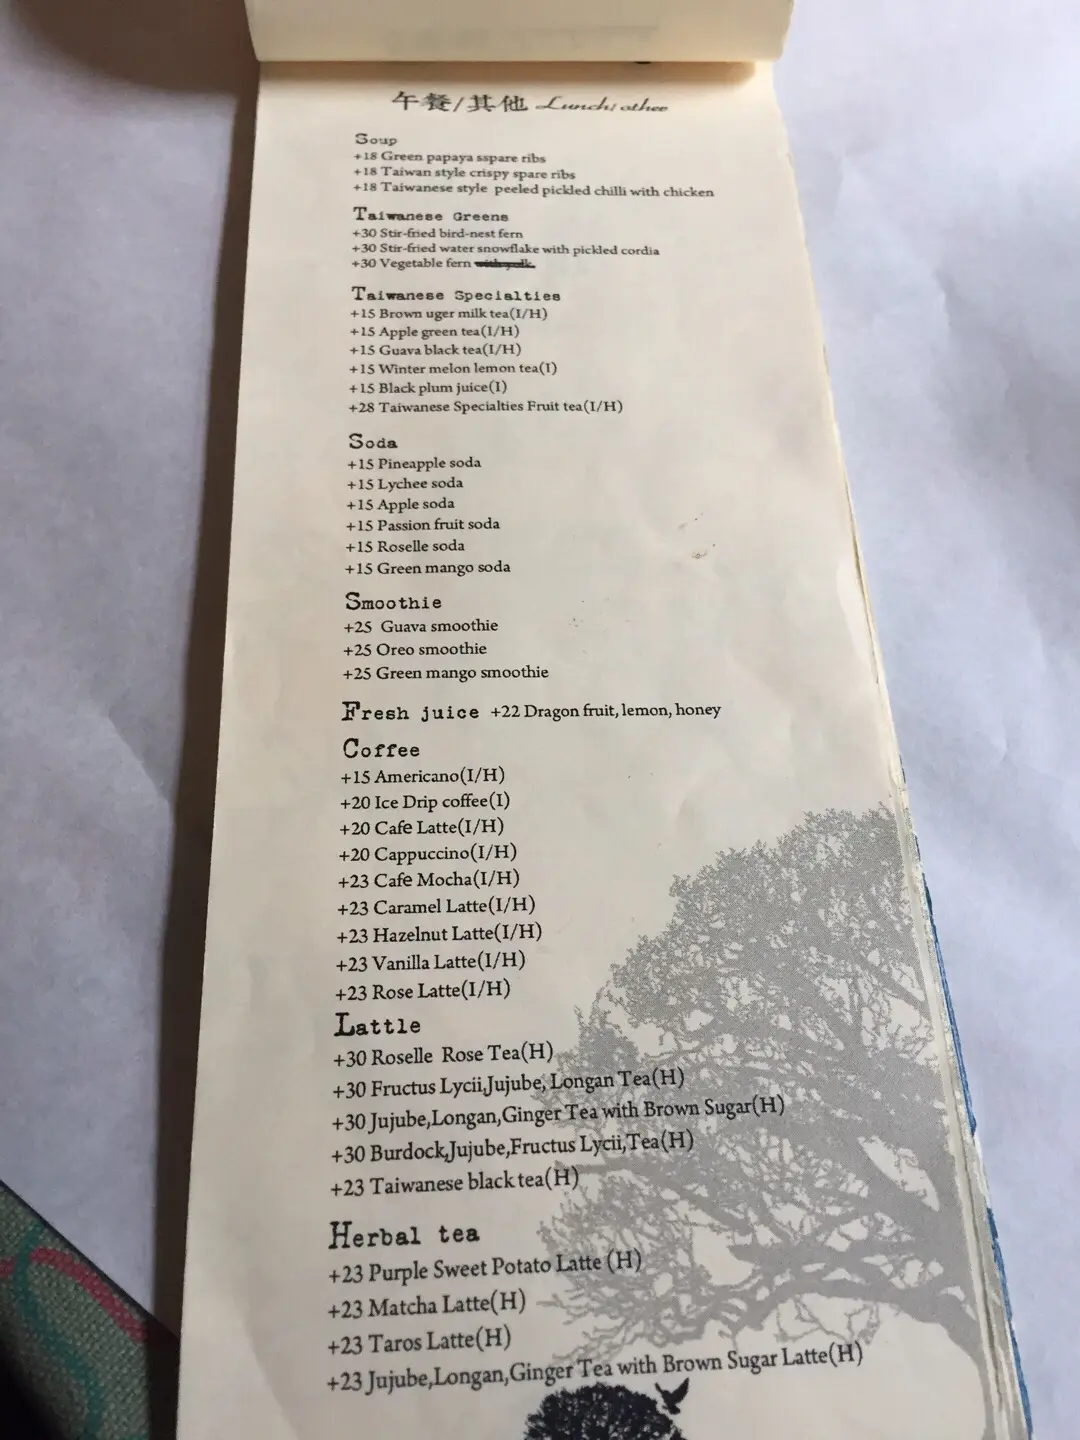 午餐/其他 Lunch/other
Soup
+18 Green papaya sspare ribs
+18 Taiwan style crispy spare ribs
+18 Taiwanese style peeled pickled chilli with chicken
Taiwanese Greens
+30 Stir-fried bird-nest fern
+30 Stir-fried water snowflake with pickled cordia
+30 Vegetable fern with yolk
Taiwanese Specialties
+15 Brown uger milk tea(I/H)
+15 Apple green tea(I/H)
+15 Guava black tea(I/H)
+15 Winter melon lemon tea(I)
+15 Black plum juice(I)
+28 Taiwanese Specialties Fruit tea(I/H)
Soda
+15 Pineapple soda
+15 Lychee soda
+15 Apple soda
+15 Passion fruit soda
+15 Roselle soda
+15 Green mango soda
Smoothie
+25 Guava smoothie
+25 Oreo smoothie
+25 Green mango smoothie
Fresh juice +22 Dragon fruit, lemon, honey
Coffee
+15 Americano(I/H)
+20 Ice Drip coffee(I)
+20 Cafe Latte(I/H)
+20 Cappuccino(I/H)
+23 Cafe Mocha(I/H)
+23 Caramel Latte(I/H)
+23 Hazelnut Latte(I/H)
+23 Vanilla Latte(I/H)
+23 Rose Latte(I/H)
Lattle
+30 Roselle Rose Tea(H)
+30 Fructus Lycii,Jujube, Longan Tea(H)
+30 Jujube,Longan,Ginger Tea with Brown Sugar(H)
+30 Burdock,Jujube,Fructus Lycii,Tea(H)
+23 Taiwanese black tea(H)
Herbal tea
+23 Purple Sweet Potato Latte (H)
+23 Matcha Latte(H)
+23 Taros Latte(H)
+23 Jujube,Longan,Ginger Tea with Brown Sugar Latte(H)